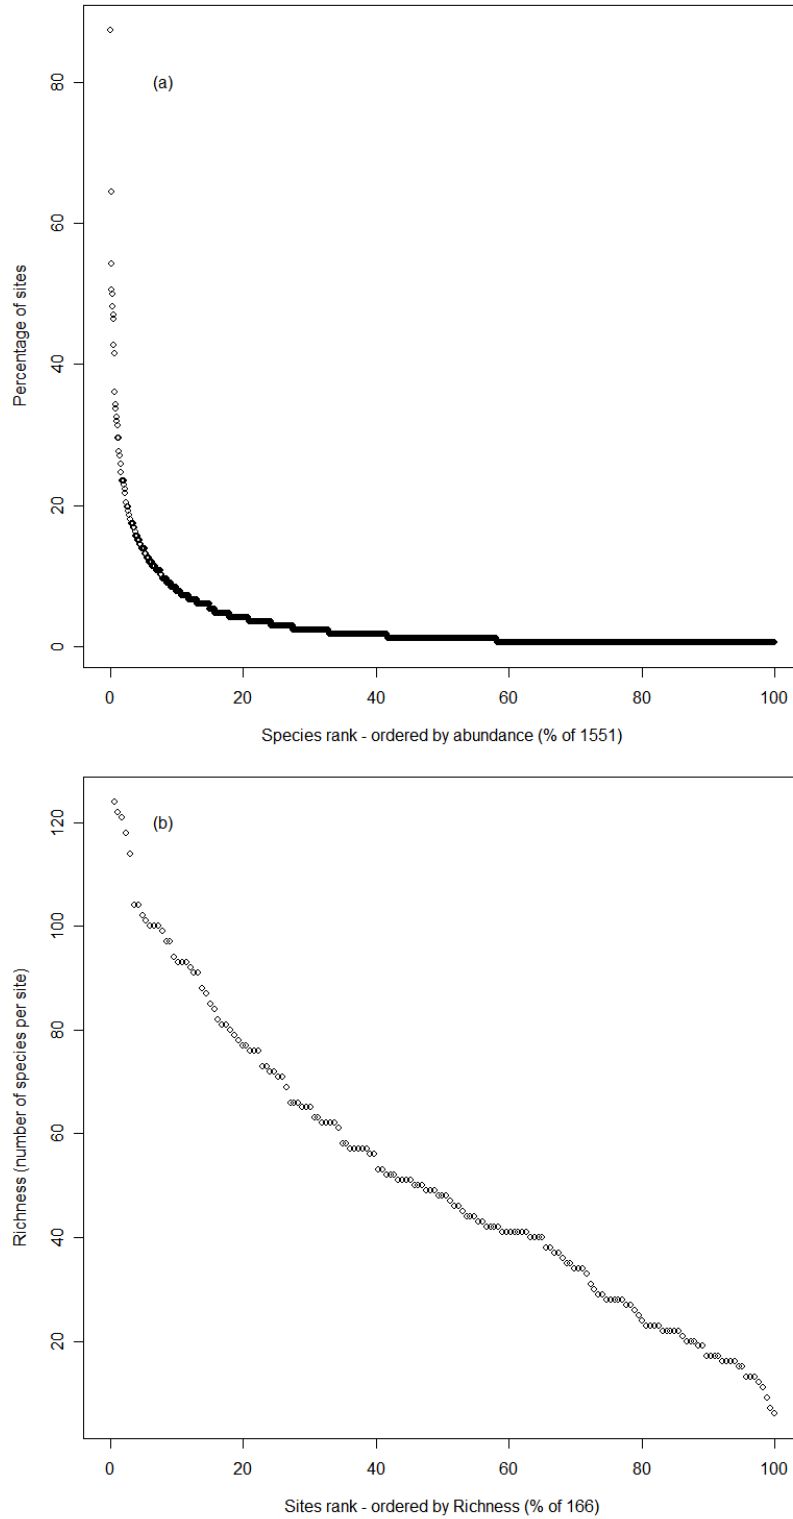 (a)
80
60
40
20
0
Percentage of sites
0 20 40 60 80 100
Species rank - ordered by abundance (% of 1551)
(b)
120
100
80
60
40
20
Richness (number of species per site)
0 20 40 60 80 100
Sites rank - ordered by Richness (% of 166)